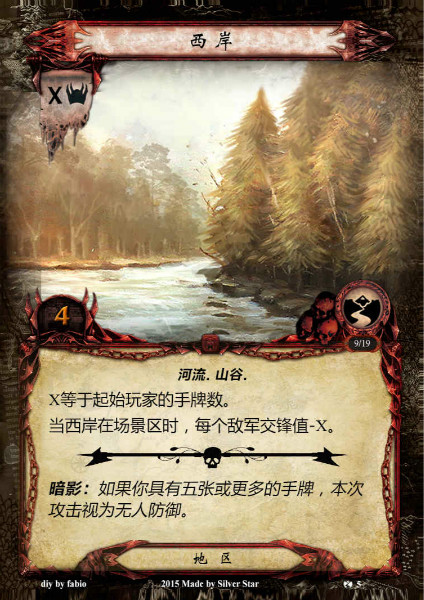 西岸
X
4
9/19
河流. 山谷.
X等于起始玩家的手牌数。
当西岸在场景区时，每个敌军交锋值-X。
暗影：如果你具有五张或更多的手牌，本次
攻击视为无人防御。
地区
diy by fabio 2015 Made by Silver Star 5